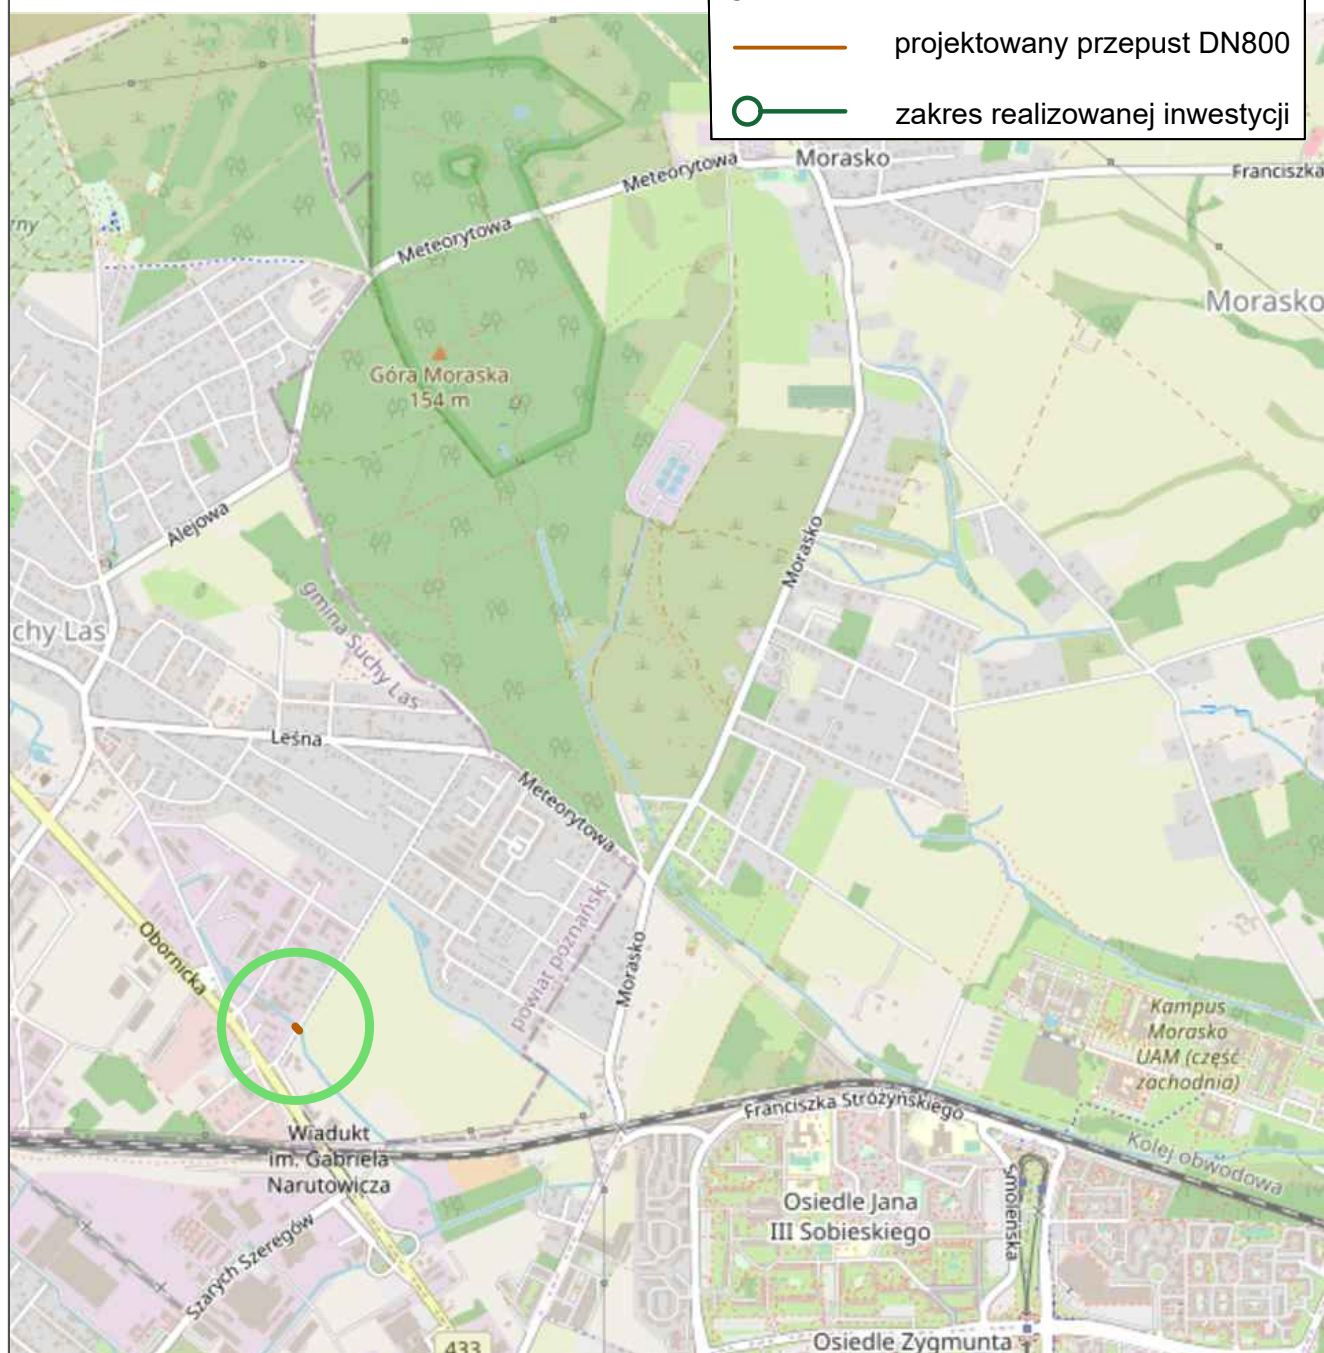 projektowany przepust DN800
zakres realizowanej inwestycji
Morasko
Meteorytowa
Franciszka
Meteorytowa
Morasko
Góra Moraska
154 m
Alejowa
Morasko
gmina Suchy Las
chy Las
Leśna
Meteorytowa
Obornicka
powiat poznański
Morasko
Kampus
Morasko
UAM (część
zachodnia)
Franciszka Stróżyńskiego
Wiadukt
im. Gabriela
Narutowicza
Kolej obwodowa
Osiedle Jana
III Sobieskiego
Smoleńska
Szarych Szeregów
433
Osiedle Zygmunta